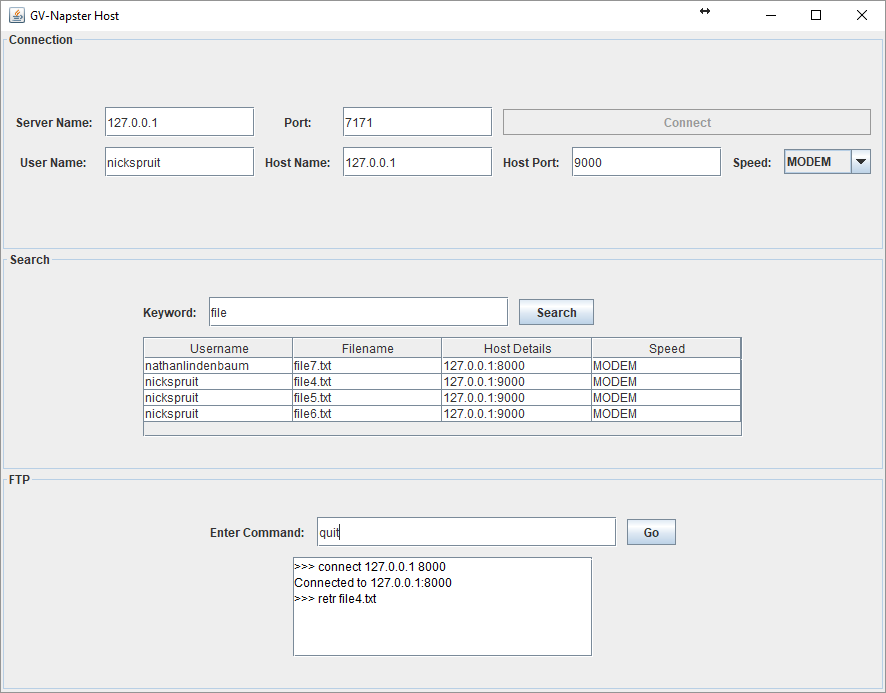 GV-Napster Host
Connection
Server Name: 127.0.0.1 Port: 7171 Connect
User Name: nickspruit Host Name: 127.0.0.1 Host Port: 9000 Speed: MODEM
Search
Keyword: file Search
Username Filename Host Details Speed
nathanlindenbaum file7.txt 127.0.0.1:8000 MODEM
nickspruit file4.txt 127.0.0.1:9000 MODEM
nickspruit file5.txt 127.0.0.1:9000 MODEM
nickspruit file6.txt 127.0.0.1:9000 MODEM
FTP
Enter Command: quit Go
>>> connect 127.0.0.1 8000
Connected to 127.0.0.1:8000
>>> retr file4.txt